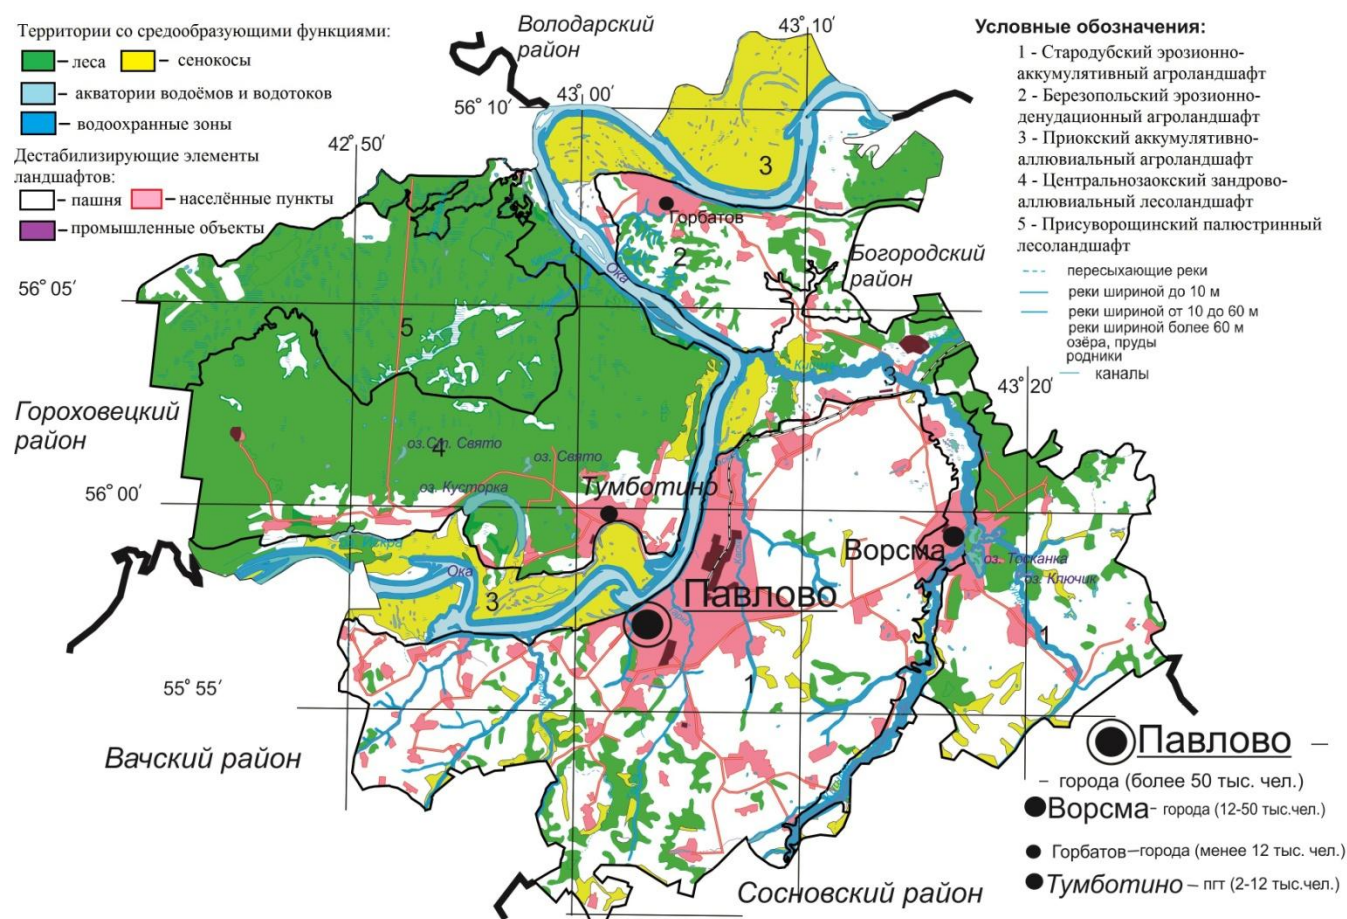 Территории со средообразующими функциями:
– леса – сенокосы
– акватории водоёмов и водотоков
– водоохранные зоны
Дестабилизирующие элементы
ландшафтов:
– пашня – населённые пункты
– промышленные объекты
Володарский
район
43° 10′
56° 10′ 43° 00′
42° 50′
Условные обозначения:
1 - Стародубский эрозионно-
аккумулятивный агроландшафт
2 - Березопольский эрозионно-
денудационный агроландшафт
3 - Приокский аккумулятивно-
аллювиальный агроландшафт
4 - Центральнозаокский зандрово-
аллювиальный лесоландшафт
5 - Присуворощинский палюстринный
лесоландшафт
пересыхающие реки
реки шириной до 10 м
реки шириной от 10 до 60 м
реки шириной более 60 м
озёра, пруды
родники
каналы
3
Горбатов
2
Богородский
район
Ока
56° 05′
5
3
43° 20′
Гороховецкий
район
оз.Ст. Свято
4
оз. Свято
оз. Кусторка
56° 00′
Тумботино
Ворсма
оз. Тосканка
оз. Ключик
Ока
3
Павлово
1
1
55° 55′
Вачский район
Сосновский район
Павлово –
– города (более 50 тыс. чел.)
Ворсма- города (12-50 тыс.чел.)
Горбатов–города (менее 12 тыс. чел.)
Тумботино – пгт (2-12 тыс.чел.)